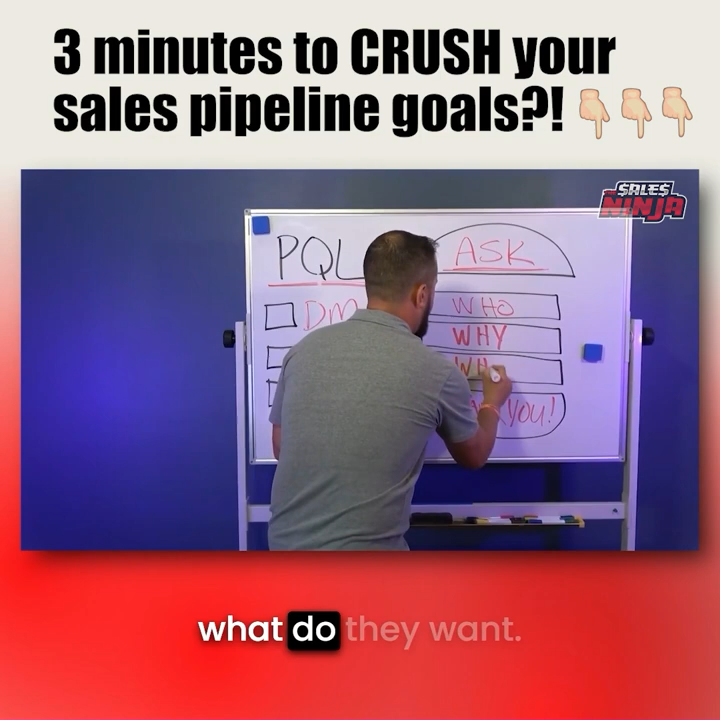 3 minutes to CRUSH your
sales pipeline goals?! 👇🏻👇🏻👇🏻
SALES
NINJA
PQL
ASK
DM
WHO
WHY
YOU!
what do they want.